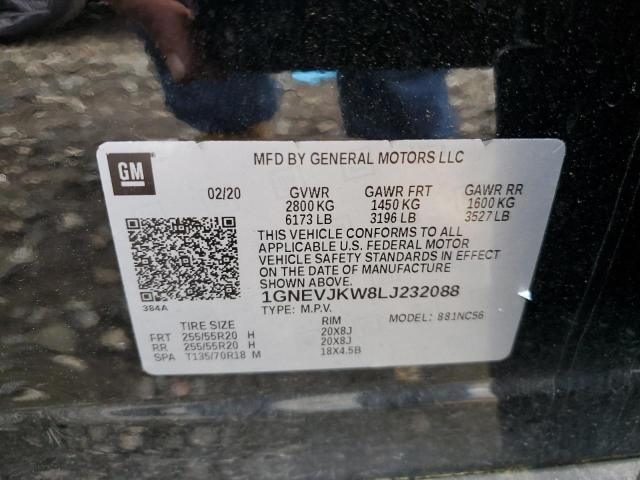 GM
MFD BY GENERAL MOTORS LLC
02/20 GVWR GAWR FRT GAWR RR
2800 KG 1450 KG 1600 KG
6173 LB 3196 LB 3527 LB
THIS VEHICLE CONFORMS TO ALL
APPLICABLE U.S. FEDERAL MOTOR
VEHICLE SAFETY STANDARDS IN EFFECT
ON THE DATE OF MANUFACTURE
SHOWN ABOVE.
384A
1GNEVJKW8LJ232088
TYPE: M.P.V. MODEL: 881NC56
TIRE SIZE RIM
FRT 255/55R20 H 20X8J
RR 255/55R20 H 20X8J
SPA T135/70R18 M 18X4.5B